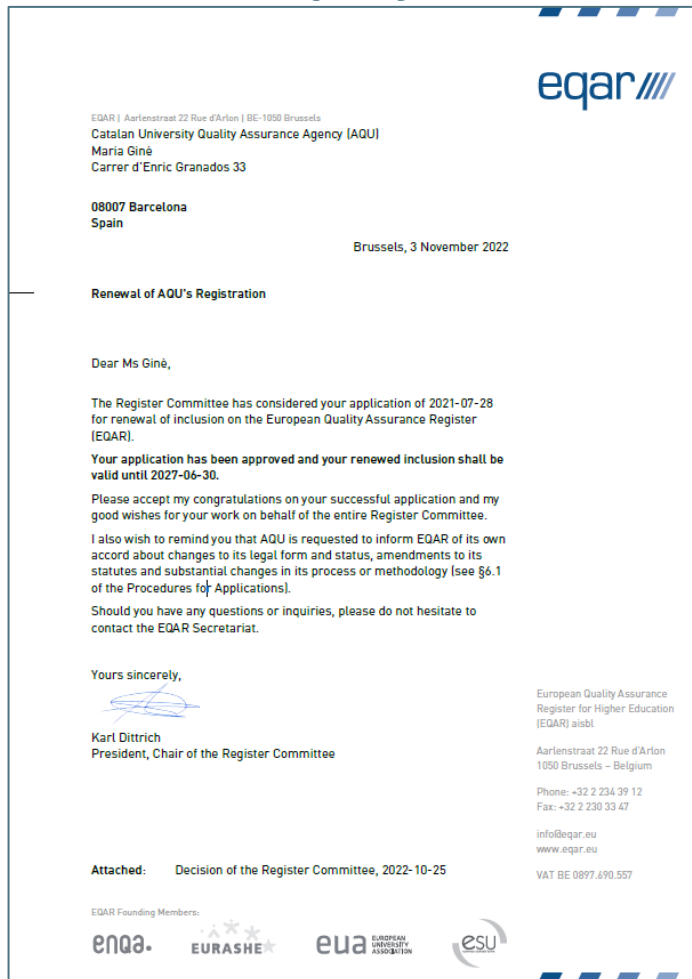 eqar
EQAR | Aarlenstraat 22 Rue d'Arlon | BE-1050 Brussels
Catalan University Quality Assurance Agency (AQU)
Maria Giné
Carrer d'Enric Granados 33
08007 Barcelona
Spain
Brussels, 3 November 2022
Renewal of AQU's Registration
Dear Ms Giné,
The Register Committee has considered your application of 2021-07-28
for renewal of inclusion on the European Quality Assurance Register
(EQAR).
Your application has been approved and your renewed inclusion shall be
valid until 2027-06-30.
Please accept my congratulations on your successful application and my
good wishes for your work on behalf of the entire Register Committee.
I also wish to remind you that AQU is requested to inform EQAR of its own
accord about changes to its legal form and status, amendments to its
statutes and substantial changes in its process or methodology (see §6.1
of the Procedures for Applications).
Should you have any questions or inquiries, please do not hesitate to
contact the EQAR Secretariat.
Yours sincerely,
Karl Dittrich
President, Chair of the Register Committee
European Quality Assurance
Register for Higher Education
(EQAR) aisbl
Aarlenstraat 22 Rue d'Arlon
1050 Brussels – Belgium
Phone: +32 2 234 39 12
Fax: +32 2 230 33 47
info@eqar.eu
www.eqar.eu
VAT BE 0897.690.557
Attached: Decision of the Register Committee, 2022-10-25
EQAR Founding Members:
enqa.
EURASHE
eua EUROPEAN UNIVERSITY ASSOCIATION
esu